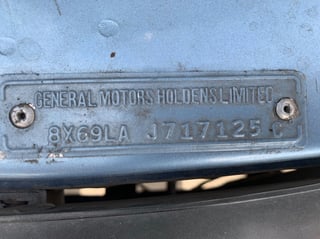 GENERAL MOTORS HOLDENS LIMITED
8X69LA J717125 C